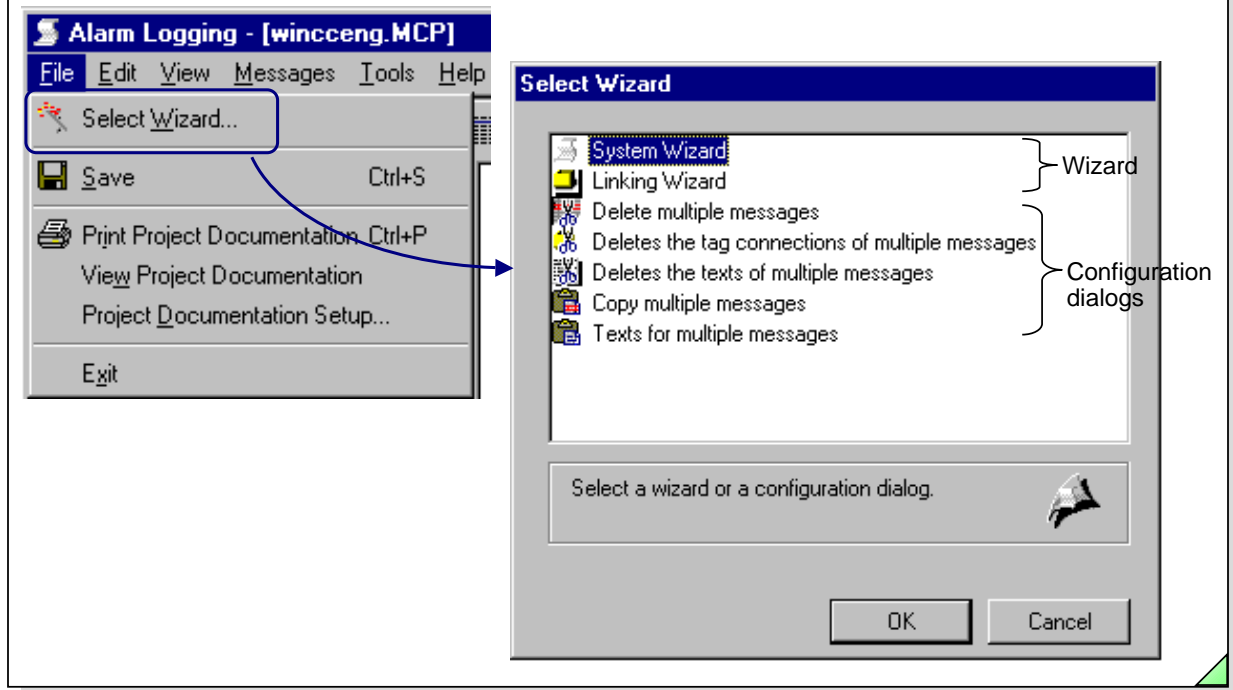 Alarm Logging - [wincceng.MCP]
File Edit View Messages Tools Help
Select Wizard...
Save Ctrl+S
Print Project Documentation Ctrl+P
View Project Documentation
Project Documentation Setup...
Exit
Select Wizard
System Wizard
Linking Wizard
Delete multiple messages
Deletes the tag connections of multiple messages
Deletes the texts of multiple messages
Copy multiple messages
Texts for multiple messages
Wizard
Configuration
dialogs
Select a wizard or a configuration dialog.
OK Cancel